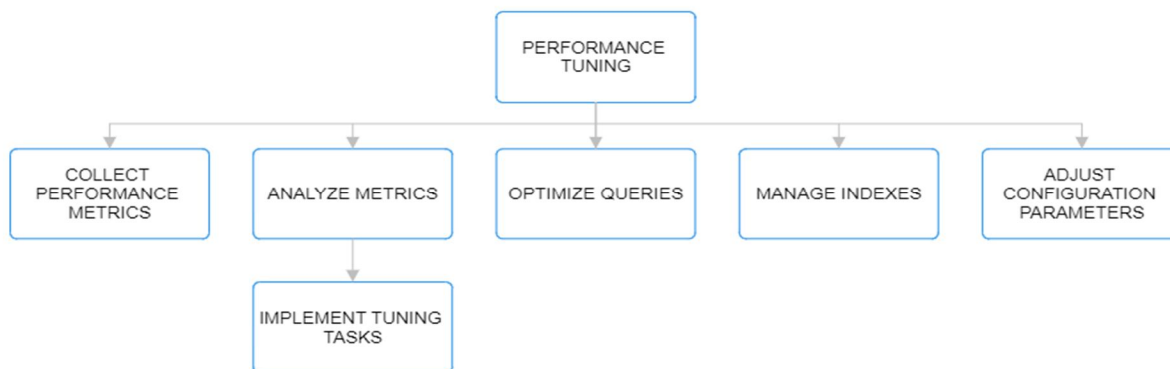 PERFORMANCE
TUNING
COLLECT
PERFORMANCE
METRICS
ANALYZE METRICS
OPTIMIZE QUERIES
MANAGE INDEXES
ADJUST
CONFIGURATION
PARAMETERS
IMPLEMENT TUNING
TASKS